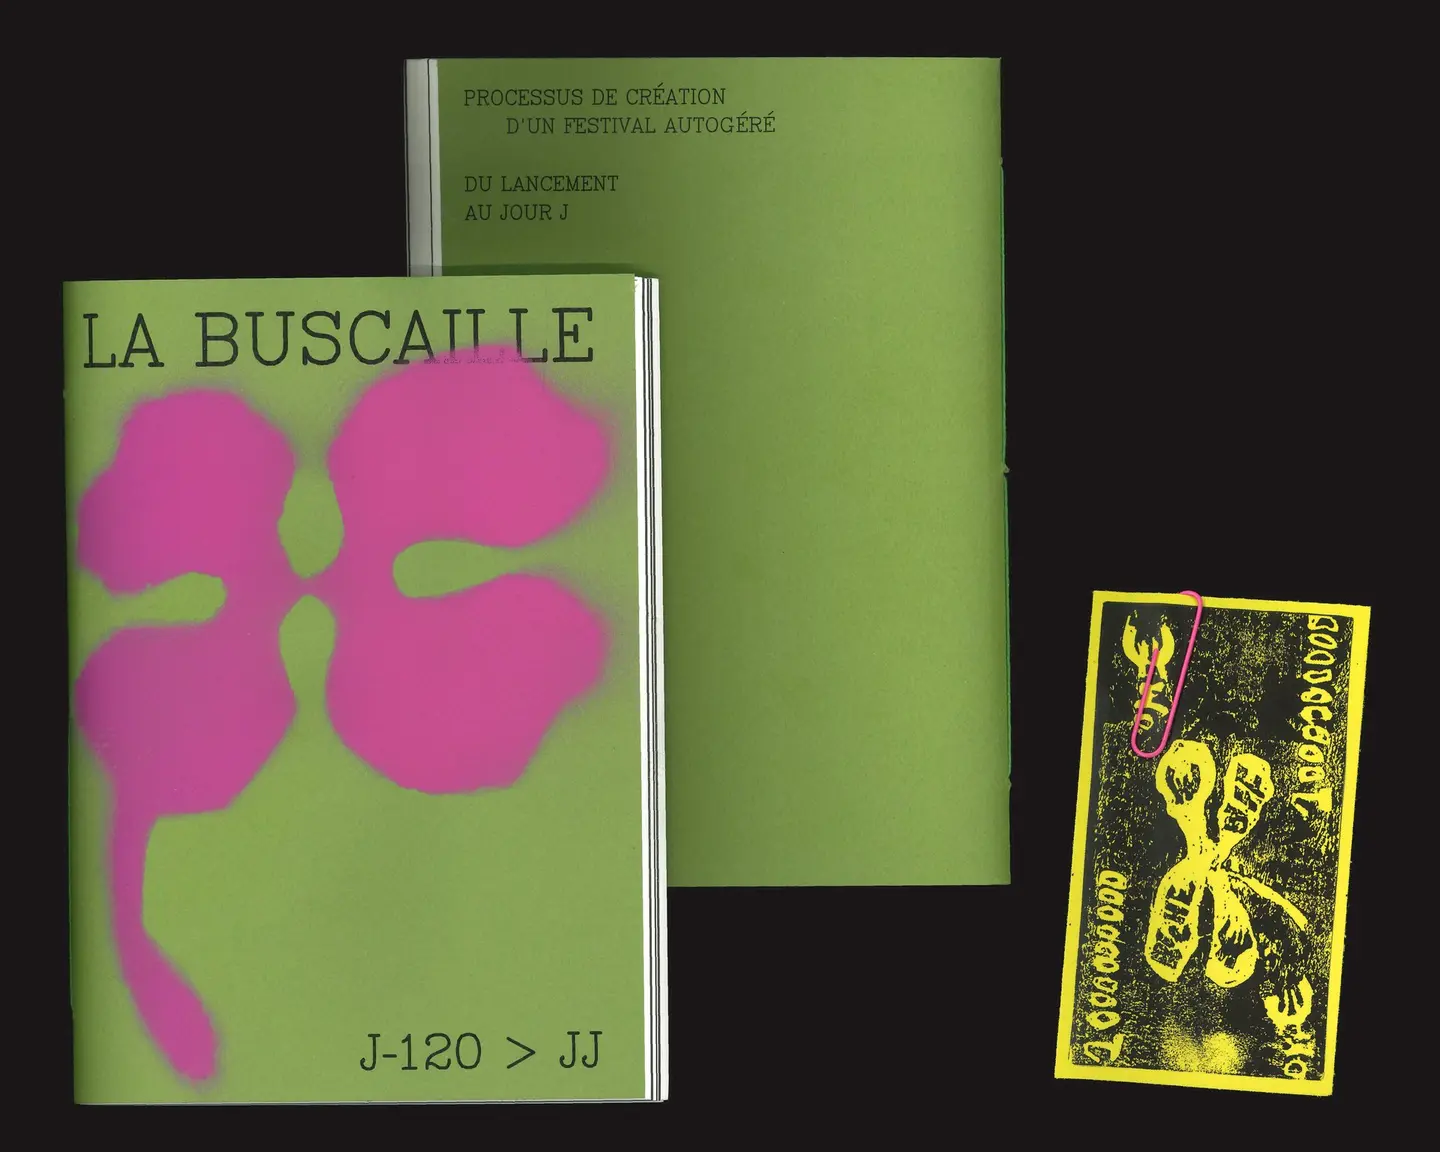 PROCESSUS DE CRÉATION
D'UN FESTIVAL AUTOGÉRÉ
DU LANCEMENT
AU JOUR J
LA BUSCAILLE
J-120 > JJ